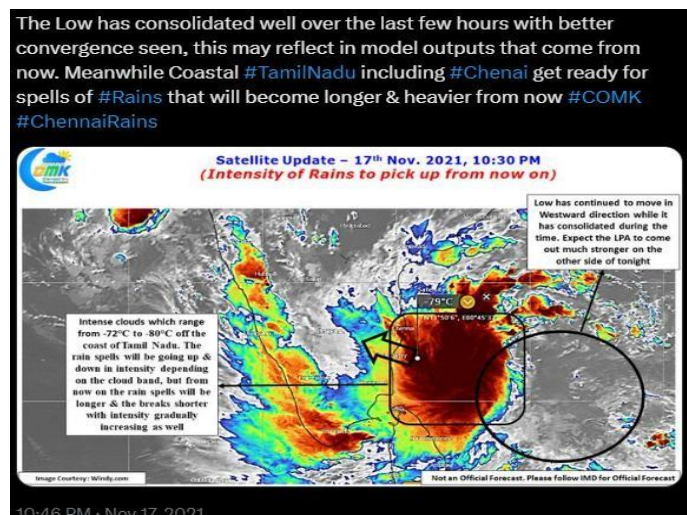 The Low has consolidated well over the last few hours with better
convergence seen, this may reflect in model outputs that come from
now. Meanwhile Coastal #TamilNadu including #Chenai get ready for
spells of #Rains that will become longer & heavier from now #COMK
#ChennaiRains
Satellite Update – 17th Nov. 2021, 10:30 PM
(Intensity of Rains to pick up from now on)
Low has continued to move in
Westward direction while it
has consolidated during the
time. Expect the LPA to come
out much stronger on the
other side of tonight
-79°C
Chennai
Intense clouds which range
from -72°C to -80°C off the
coast of Tamil Nadu. The
rain spells will be going up &
down in intensity depending
on the cloud band, but from
now on the rain spells will be
longer & the breaks shorter
with intensity gradually
increasing as well
Image Courtesy: Windy.com
Not an Official Forecast. Please follow IMD for Official Forecast
10:46 PM · Nov 17, 2021